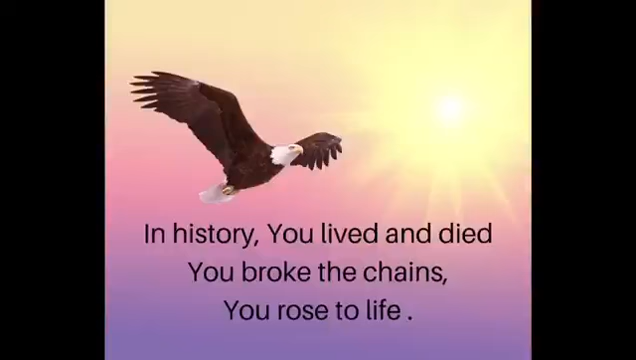 In history, You lived and died
You broke the chains,
You rose to life .